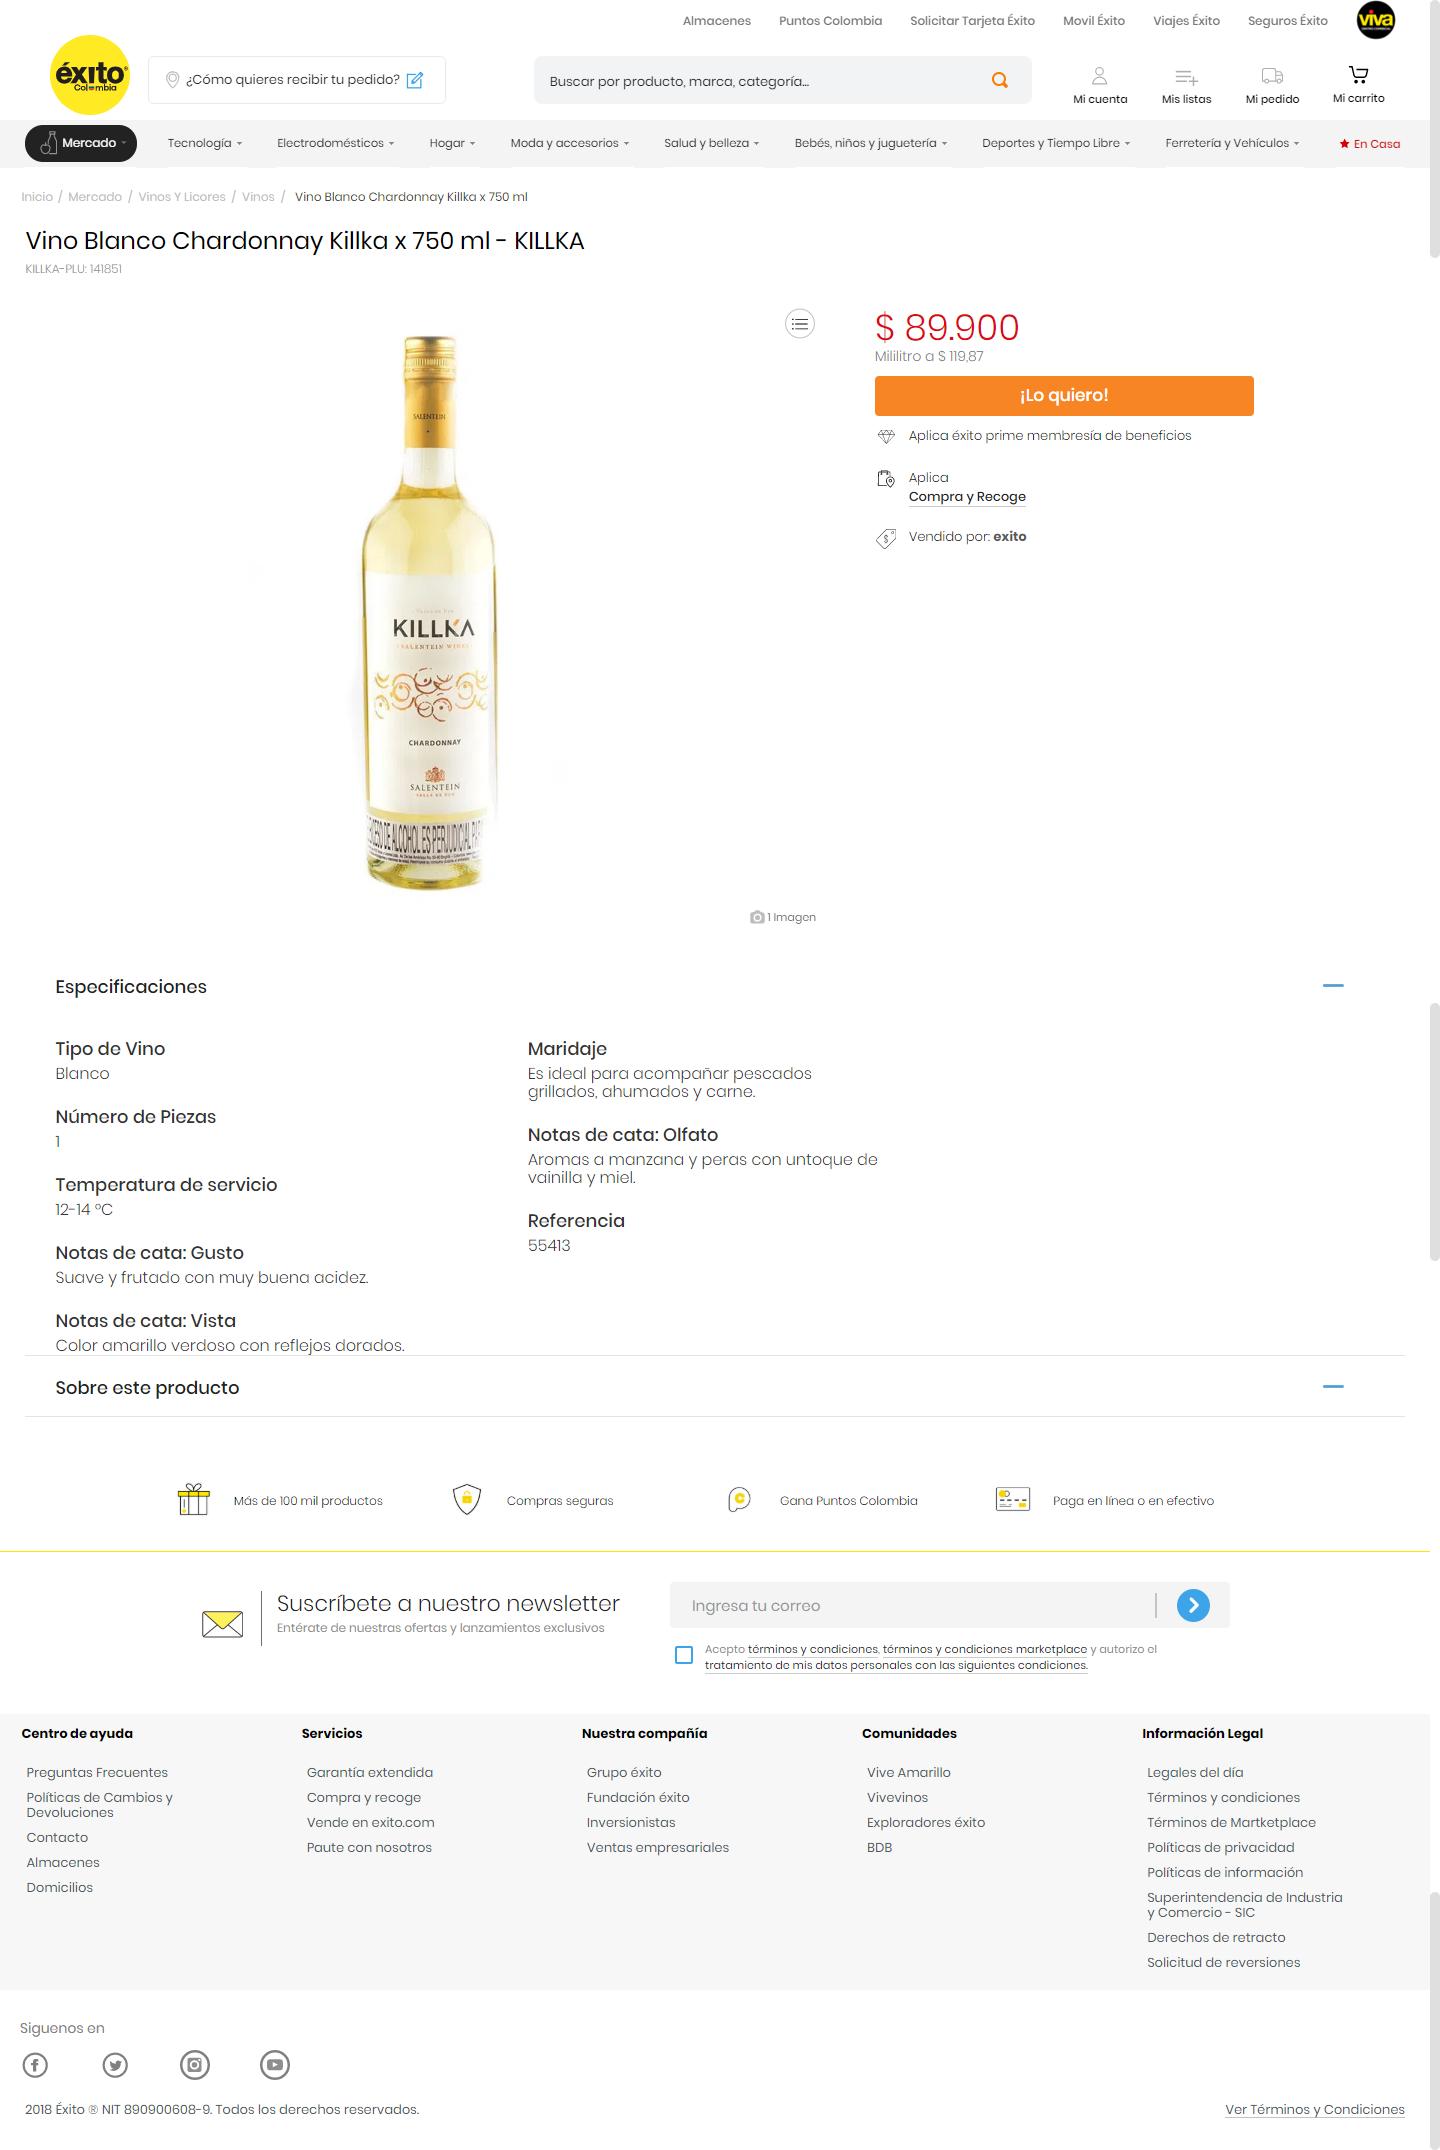 Almacenes Puntos Colombia Solicitar Tarjeta Éxito Movil Éxito Viajes Éxito Seguros Éxito viva
éxito
Colombia
¿Cómo quieres recibir tu pedido?
Buscar por producto, marca, categoría...
Mi cuenta Mis listas Mi pedido Mi carrito
Mercado Tecnología Electrodomésticos Hogar Moda y accesorios Salud y belleza Bebés, niños y juguetería Deportes y Tiempo Libre Ferretería y Vehículos En Casa
Inicio / Mercado / Vinos Y Licores / Vinos / Vino Blanco Chardonnay Killka x 750 ml
Vino Blanco Chardonnay Killka x 750 ml - KILLKA
KILLKA-PLU: 141851
SALENTEIN
KILLKA
SALENTEIN WINES
CHARDONNAY
SALENTEIN
VALLE DE UCO
ESO DE ALCOHOL ES PERJUDICIAL PA
1 Imagen
$ 89.900
Mililitro a $ 119,87
¡Lo quiero!
Aplica éxito prime membresía de beneficios
Aplica
Compra y Recoge
Vendido por: exito
Especificaciones
Tipo de Vino
Blanco
Número de Piezas
1
Temperatura de servicio
12-14 °C
Notas de cata: Gusto
Suave y frutado con muy buena acidez.
Notas de cata: Vista
Color amarillo verdoso con reflejos dorados.
Maridaje
Es ideal para acompañar pescados
grillados, ahumados y carne.
Notas de cata: Olfato
Aromas a manzana y peras con untoque de
vainilla y miel.
Referencia
55413
Sobre este producto
Más de 100 mil productos
Compras seguras
Gana Puntos Colombia
Paga en línea o en efectivo
Suscríbete a nuestro newsletter
Entérate de nuestras ofertas y lanzamientos exclusivos
Ingresa tu correo
Acepto términos y condiciones, términos y condiciones marketplace y autorizo el
tratamiento de mis datos personales con las siguientes condiciones.
Centro de ayuda
Preguntas Frecuentes
Políticas de Cambios y
Devoluciones
Contacto
Almacenes
Domicilios
Servicios
Garantía extendida
Compra y recoge
Vende en exito.com
Paute con nosotros
Nuestra compañía
Grupo éxito
Fundación éxito
Inversionistas
Ventas empresariales
Comunidades
Vive Amarillo
Vivevinos
Exploradores éxito
BDB
Información Legal
Legales del día
Términos y condiciones
Términos de Martketplace
Políticas de privacidad
Políticas de información
Superintendencia de Industria
y Comercio - SIC
Derechos de retracto
Solicitud de reversiones
Siguenos en
2018 Éxito ® NIT 890900608-9. Todos los derechos reservados.
Ver Términos y Condiciones